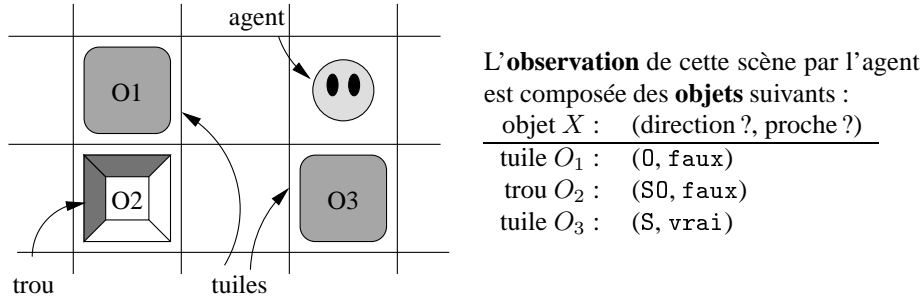 agent
O1
O2
O3
trou
tuiles
L'observation de cette scène par l'agent
est composée des objets suivants :
objet X : (direction ?, proche ?)
tuile O1 : (O, faux)
trou O2 : (SO, faux)
tuile O3 : (S, vrai)